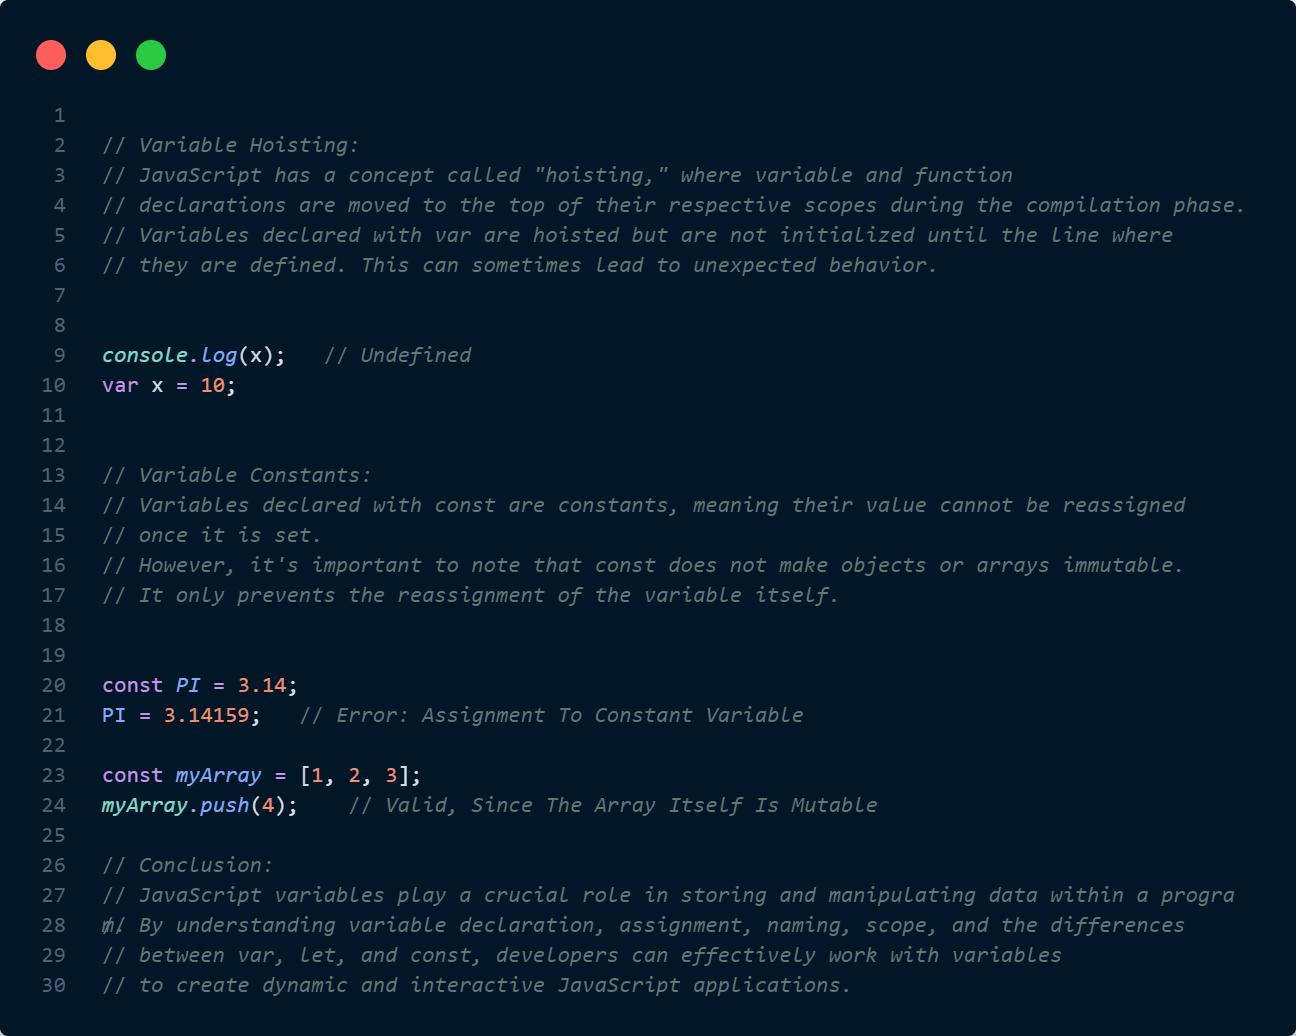 1
2 // Variable Hoisting:
3 // JavaScript has a concept called "hoisting," where variable and function
4 // declarations are moved to the top of their respective scopes during the compilation phase.
5 // Variables declared with var are hoisted but are not initialized until the line where
6 // they are defined. This can sometimes lead to unexpected behavior.
7
8
9 console.log(x);   // Undefined
10 var x = 10;
11
12
13 // Variable Constants:
14 // Variables declared with const are constants, meaning their value cannot be reassigned
15 // once it is set.
16 // However, it's important to note that const does not make objects or arrays immutable.
17 // It only prevents the reassignment of the variable itself.
18
19
20 const PI = 3.14;
21 PI = 3.14159;   // Error: Assignment To Constant Variable
22
23 const myArray = [1, 2, 3];
24 myArray.push(4);    // Valid, Since The Array Itself Is Mutable
25
26 // Conclusion:
27 // JavaScript variables play a crucial role in storing and manipulating data within a progra
m.
28 // By understanding variable declaration, assignment, naming, scope, and the differences
29 // between var, let, and const, developers can effectively work with variables
30 // to create dynamic and interactive JavaScript applications.